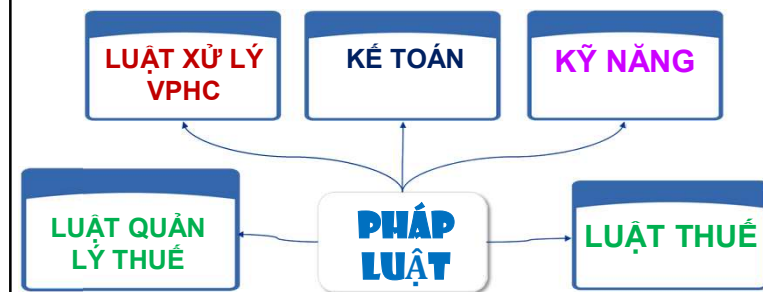 LUẬT XỬ LÝ
VPHC
KẾ TOÁN
KỸ NĂNG
LUẬT QUẢN
LÝ THUẾ
PHÁP
LUẬT
LUẬT THUẾ